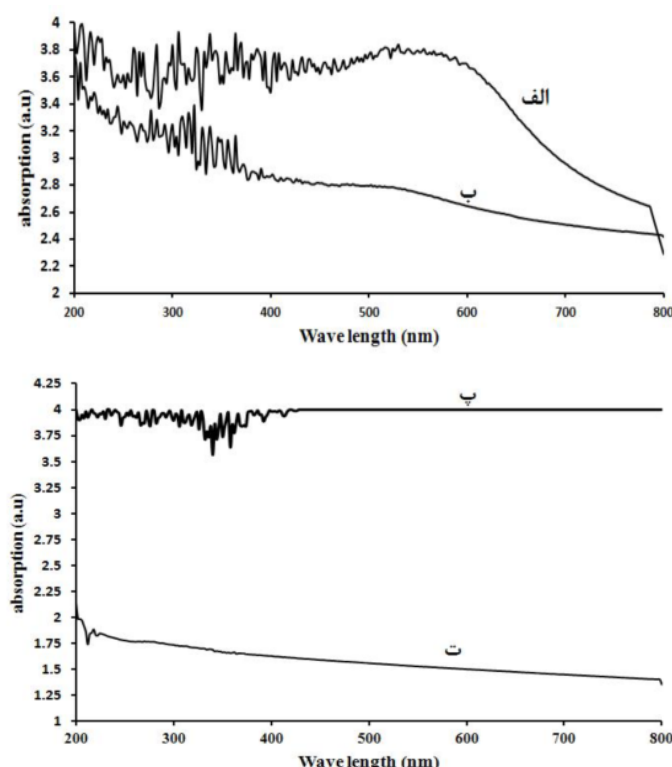 4
3.8
3.6
3.4
3.2
3
2.8
2.6
2.4
2.2
2
absorption (a.u)
الف
ب
200 300 400 500 600 700 800
Wave length (nm)
4.25
4
3.75
3.5
3.25
3
2.75
2.5
2.25
2
1.75
1.5
1.25
1
absorption (a.u)
پ
ت
200 300 400 500 600 700 800
Wave length (nm)